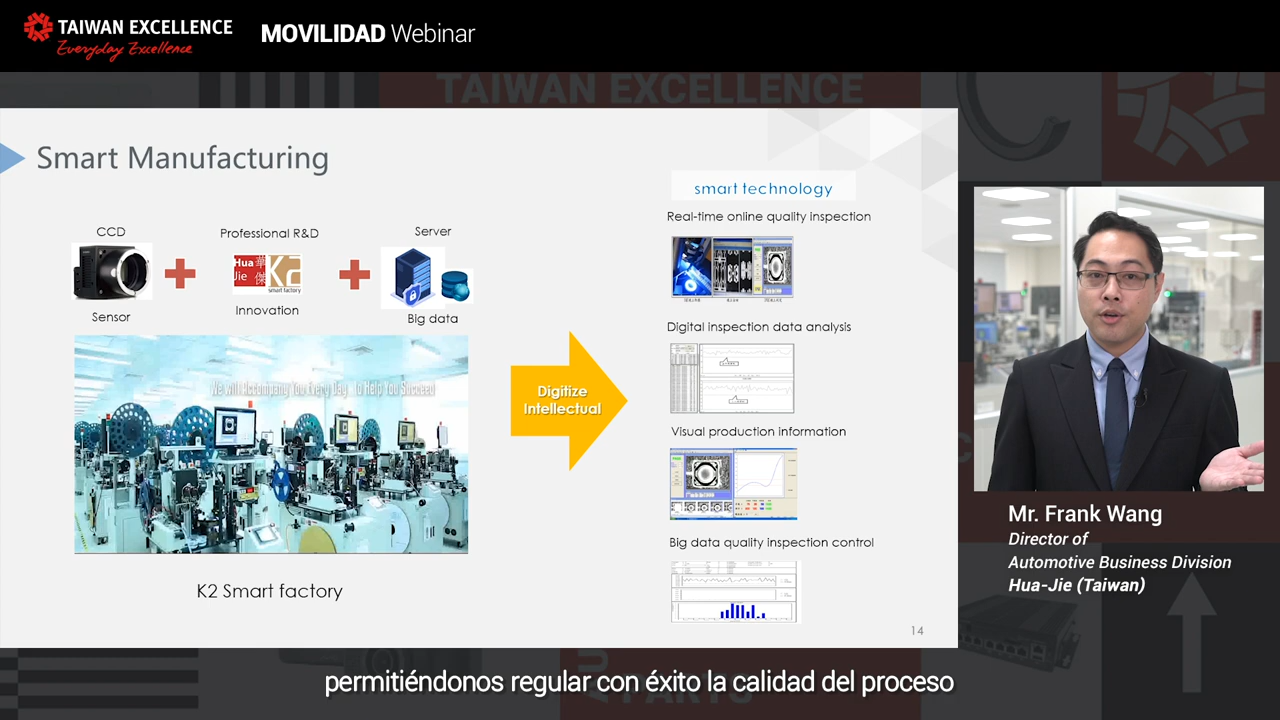 TAIWAN EXCELLENCE
Everyday Excellence
MOVILIDAD Webinar
TAIWAN EXCELLENCE
Smart Manufacturing
smart technology
CCD
Professional R&D
Server
Hua 華
Jie 傑
K2
smart factory
Sensor
Innovation
Big data
We will Accompany You Every Day To Help You Succeed!
K2 Smart factory
Digitize
Intellectual
Real-time online quality inspection
Digital inspection data analysis
Visual production information
Big data quality inspection control
14
Mr. Frank Wang
Director of
Automotive Business Division
Hua-Jie (Taiwan)
PARTS
permitiéndonos regular con éxito la calidad del proceso